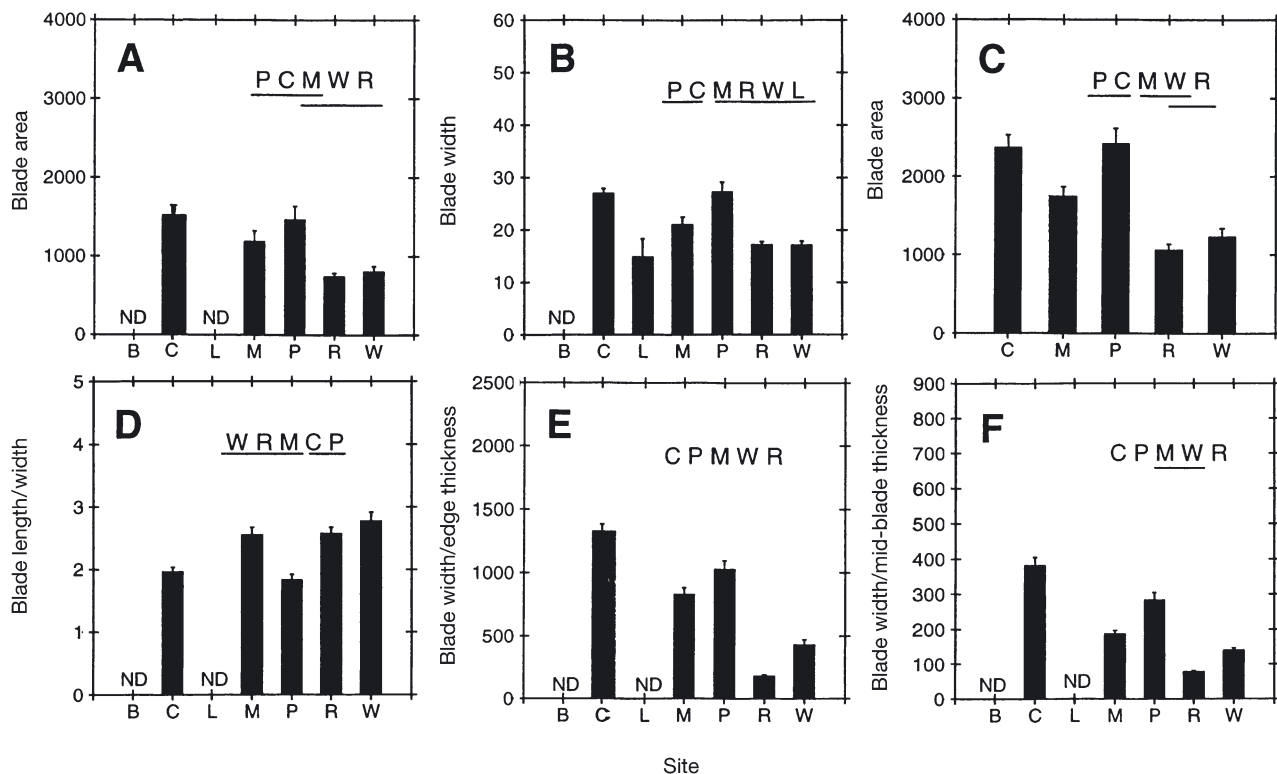 A
Blade area
4000
3000
2000
1000
0
P C M W R
ND
ND
B C L M P R W
B
Blade width
60
50
40
30
20
10
0
P C M R W L
ND
B C L M P R W
C
Blade area
4000
3000
2000
1000
0
P C M W R
C M P R W
D
Blade length/width
5
4
3
2
1
0
W R M C P
ND
ND
B C L M P R W
E
Blade width/edge thickness
2500
2000
1500
1000
500
0
C P M W R
ND
ND
B C L M P R W
F
Blade width/mid-blade thickness
900
800
700
600
500
400
300
200
100
0
C P M W R
ND
ND
B C L M P R W
Site